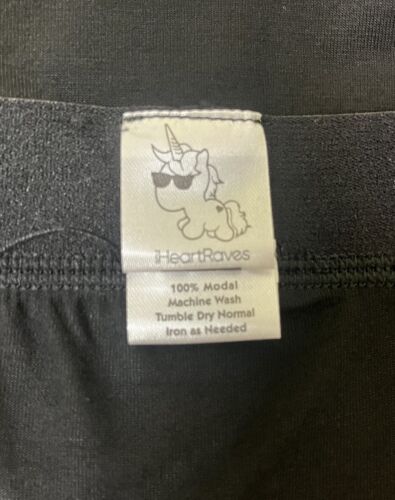 iHeartRaves
100% Modal
Machine Wash
Tumble Dry Normal
Iron as Needed